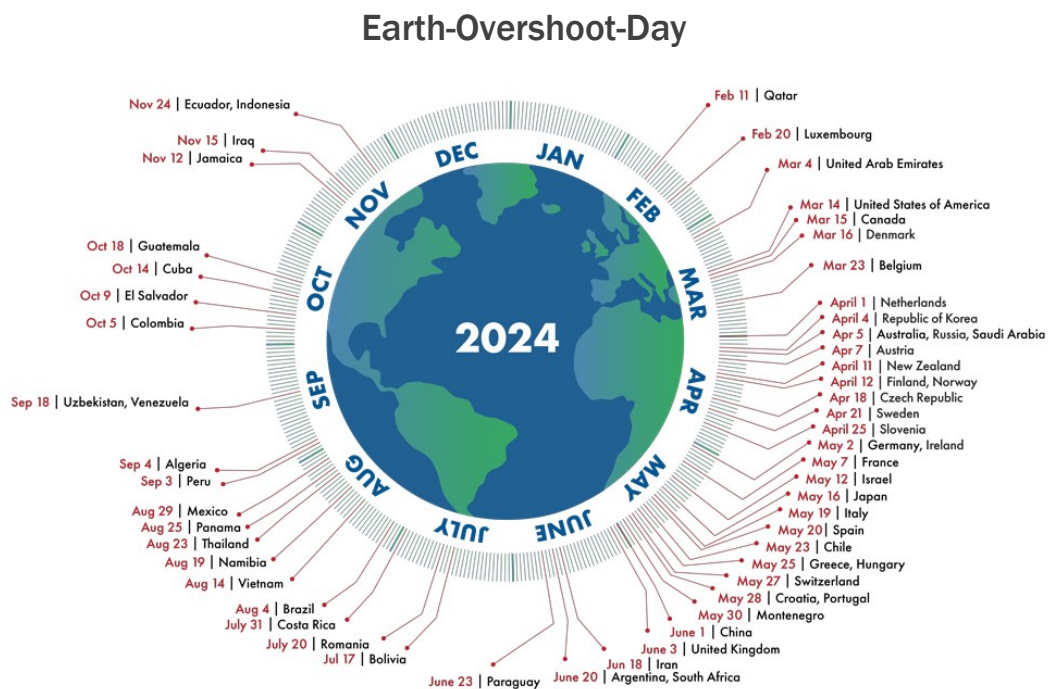 Earth-Overshoot-Day
Feb 11 | Qatar
Feb 20 | Luxembourg
Mar 4 | United Arab Emirates
Mar 14 | United States of America
Mar 15 | Canada
Mar 16 | Denmark
Mar 23 | Belgium
April 1 | Netherlands
April 4 | Republic of Korea
Apr 5 | Australia, Russia, Saudi Arabia
Apr 7 | Austria
April 11 | New Zealand
April 12 | Finland, Norway
Apr 18 | Czech Republic
Apr 21 | Sweden
April 25 | Slovenia
May 2 | Germany, Ireland
May 7 | France
May 12 | Israel
May 16 | Japan
May 19 | Italy
May 20 | Spain
May 23 | Chile
May 25 | Greece, Hungary
May 27 | Switzerland
May 28 | Croatia, Portugal
May 30 | Montenegro
June 1 | China
June 3 | United Kingdom
Jun 18 | Iran
June 20 | Argentina, South Africa
June 23 | Paraguay
Jul 17 | Bolivia
July 20 | Romania
July 31 | Costa Rica
Aug 4 | Brazil
Aug 14 | Vietnam
Aug 19 | Namibia
Aug 23 | Thailand
Aug 25 | Panama
Aug 29 | Mexico
Sep 3 | Peru
Sep 4 | Algeria
Sep 18 | Uzbekistan, Venezuela
Oct 5 | Colombia
Oct 9 | El Salvador
Oct 14 | Cuba
Oct 18 | Guatemala
Nov 12 | Jamaica
Nov 15 | Iraq
Nov 24 | Ecuador, Indonesia
JAN
FEB
MAR
APR
MAY
JUNE
JULY
AUG
SEP
OCT
NOV
DEC
2024